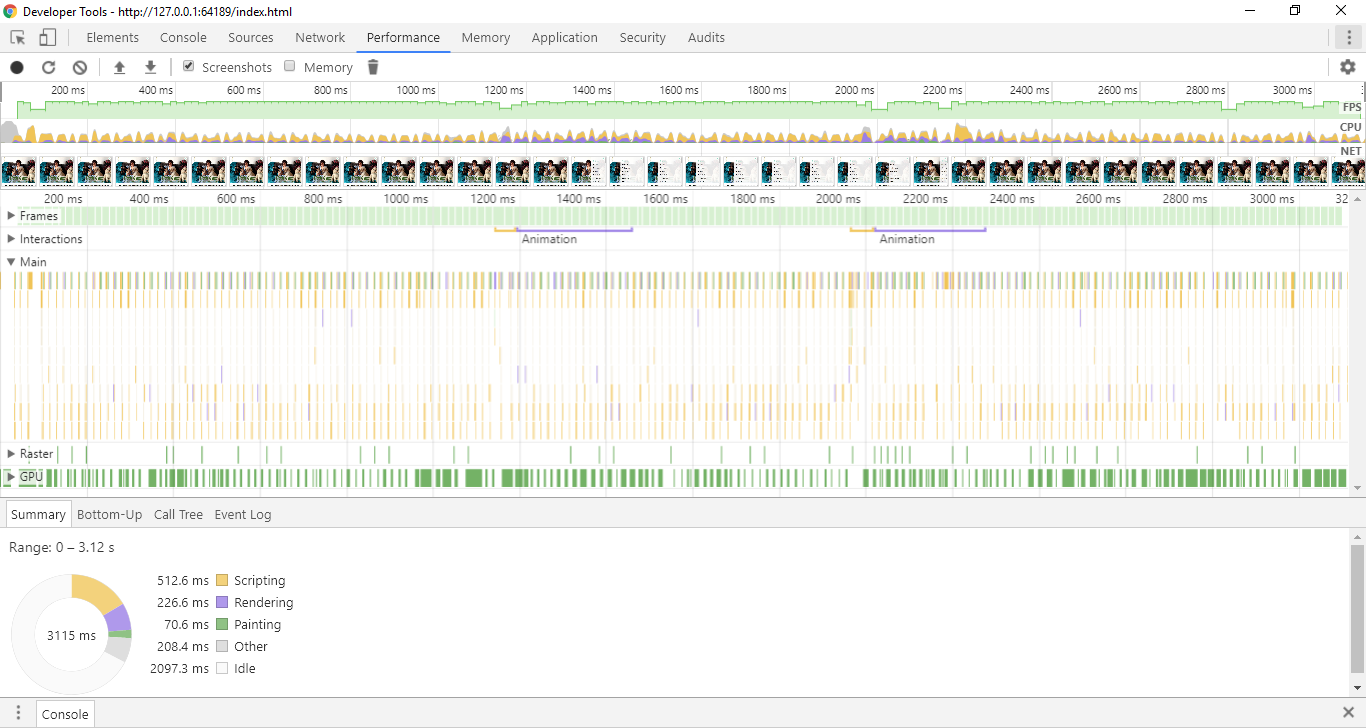 Developer Tools - http://127.0.0.1:64189/index.html
Elements Console Sources Network Performance Memory Application Security Audits
Screenshots Memory
200 ms 400 ms 600 ms 800 ms 1000 ms 1200 ms 1400 ms 1600 ms 1800 ms 2000 ms 2200 ms 2400 ms 2600 ms 2800 ms 3000 ms
FPS
CPU
NET
200 ms 400 ms 600 ms 800 ms 1000 ms 1200 ms 1400 ms 1600 ms 1800 ms 2000 ms 2200 ms 2400 ms 2600 ms 2800 ms 3000 ms 32
Frames
Interactions Animation Animation
Main
Raster
GPU
Summary Bottom-Up Call Tree Event Log
Range: 0 – 3.12 s
512.6 ms Scripting
226.6 ms Rendering
70.6 ms Painting
3115 ms
208.4 ms Other
2097.3 ms Idle
Console